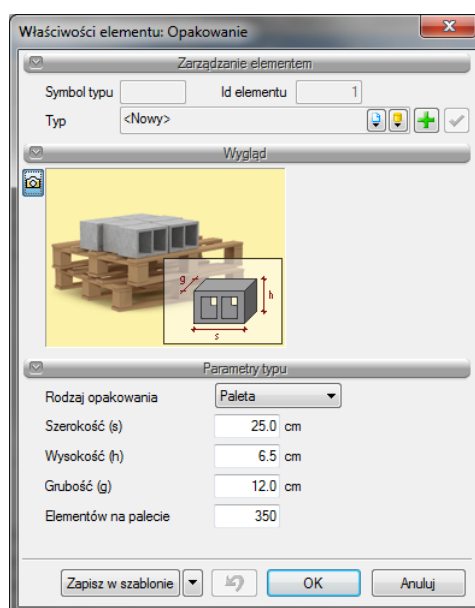 Właściwości elementu: Opakowanie
Zarządzanie elementem
Symbol typu Id elementu 1
Typ <Nowy>
Wygląd
g
h
s
Parametry typu
Rodzaj opakowania Paleta
Szerokość (s) 25.0 cm
Wysokość (h) 6.5 cm
Grubość (g) 12.0 cm
Elementów na palecie 350
Zapisz w szablonie OK Anuluj